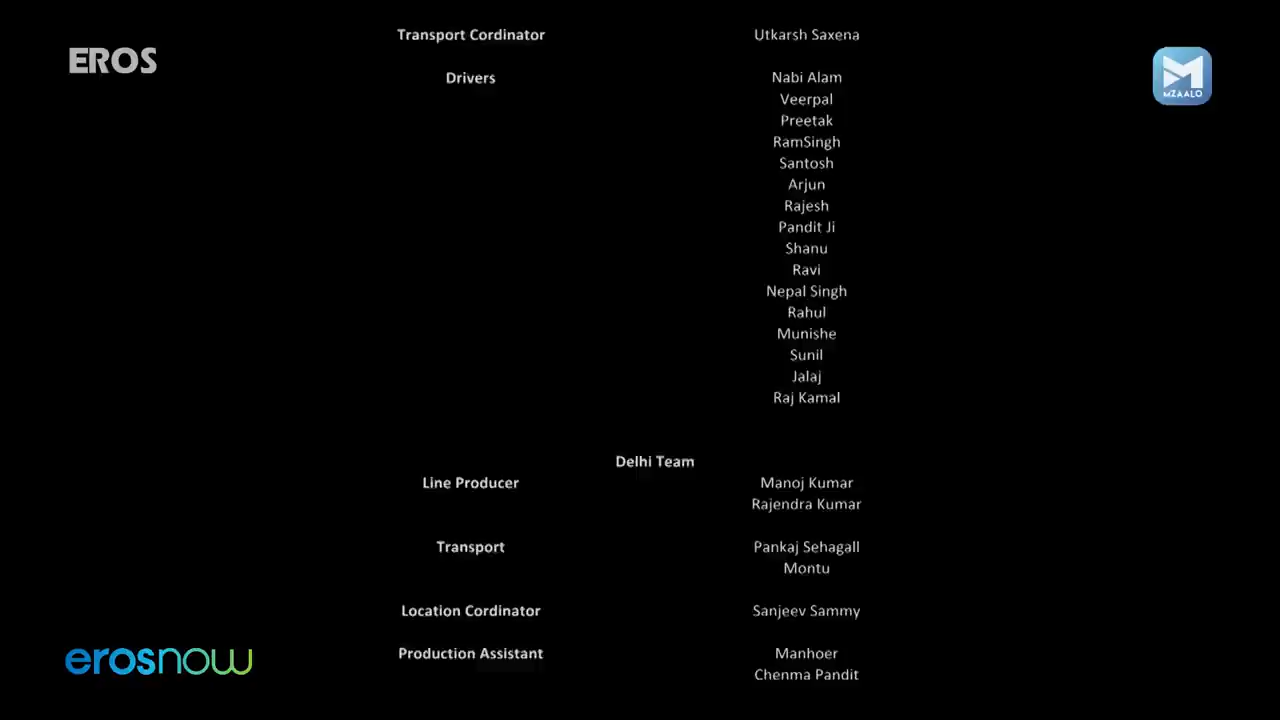 Transport Cordinator Utkarsh Saxena
EROS
MZAALO
Drivers Nabi Alam
Veerpal
Preetak
RamSingh
Santosh
Arjun
Rajesh
Pandit Ji
Shanu
Ravi
Nepal Singh
Rahul
Munishe
Sunil
Jalaj
Raj Kamal
Delhi Team
Line Producer Manoj Kumar
Rajendra Kumar
Transport Pankaj Sehagall
Montu
Location Cordinator Sanjeev Sammy
Production Assistant Manhoer
erosnow
Chenma Pandit